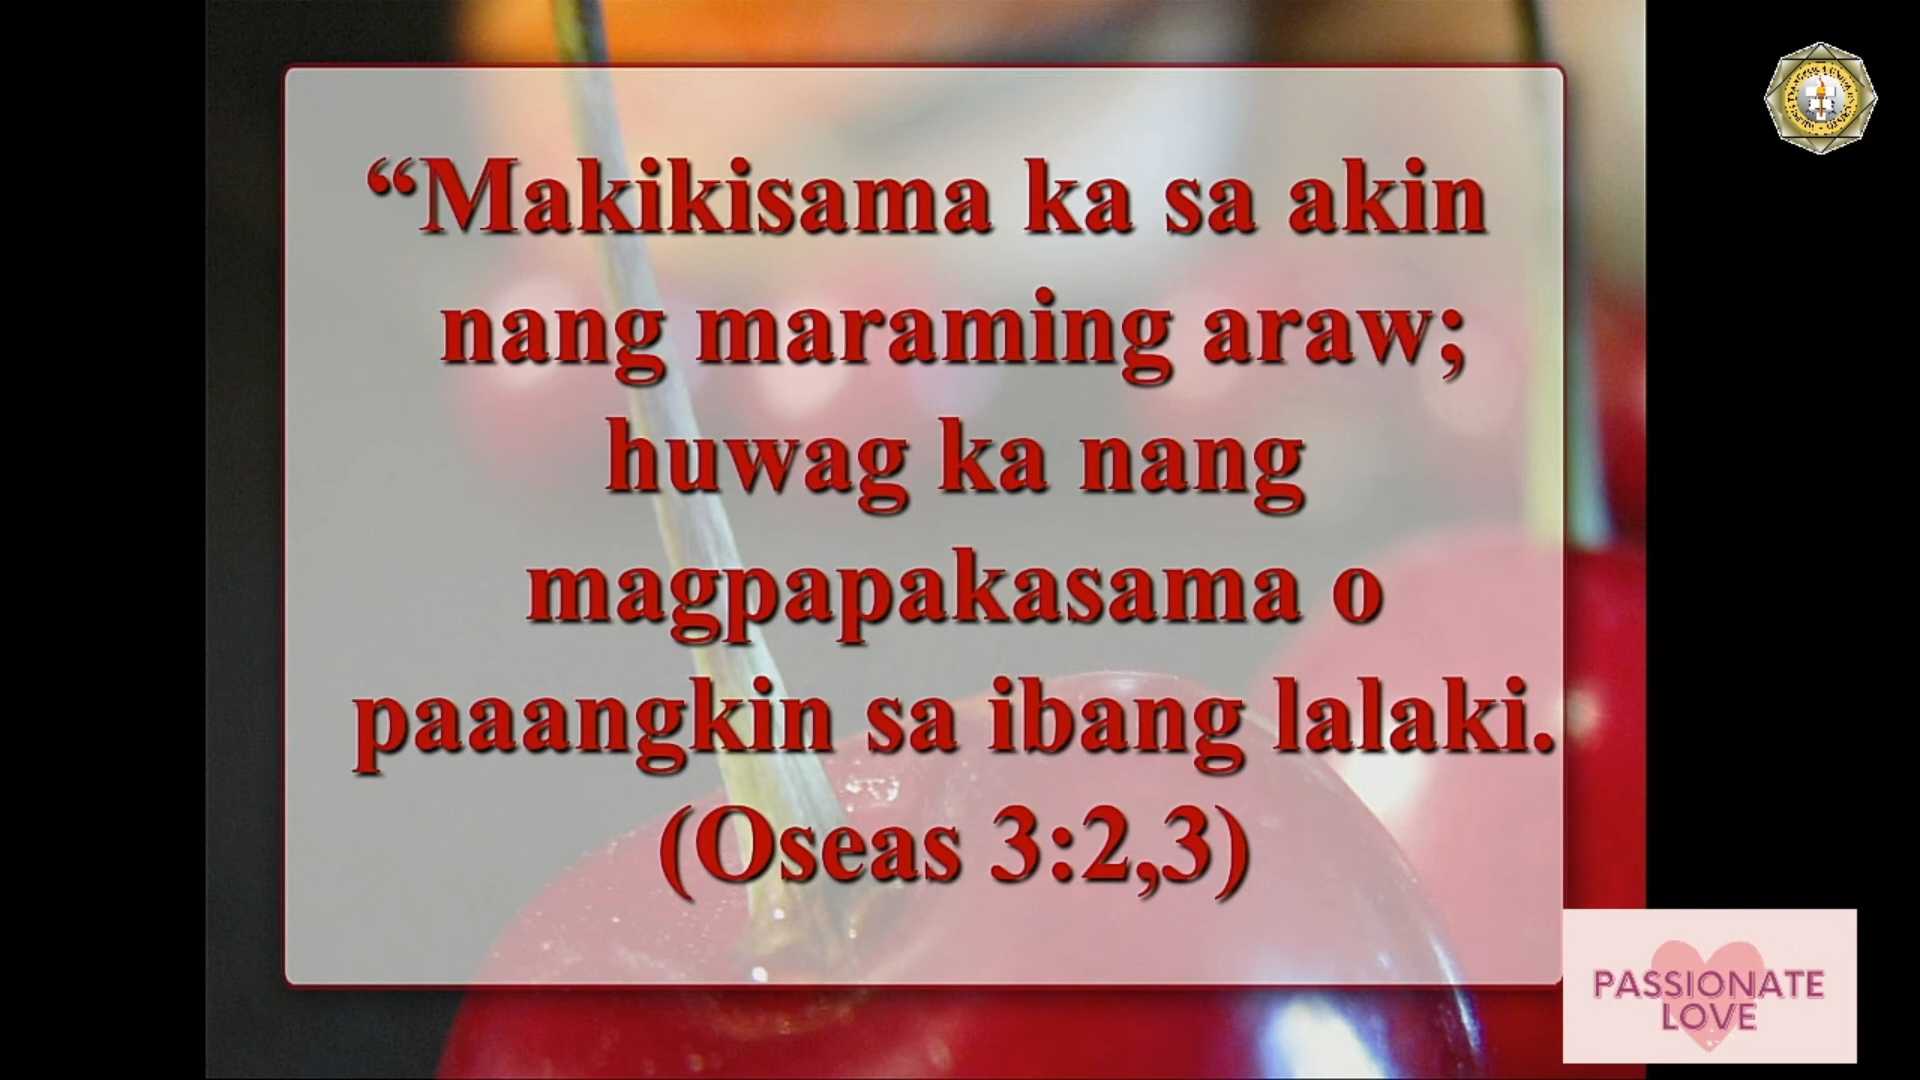 “Makikisama ka sa akin
nang maraming araw;
huwag ka nang
magpapakasama o
paaangkin sa ibang lalaki.
(Oseas 3:2,3)
PASSIONATE
LOVE